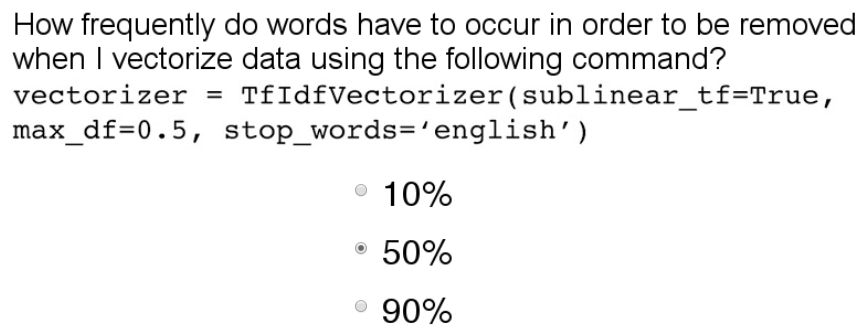 How frequently do words have to occur in order to be removed
when I vectorize data using the following command?
vectorizer = TfIdfVectorizer(sublinear_tf=True,
max_df=0.5, stop_words=‘english’)
10%
50%
90%